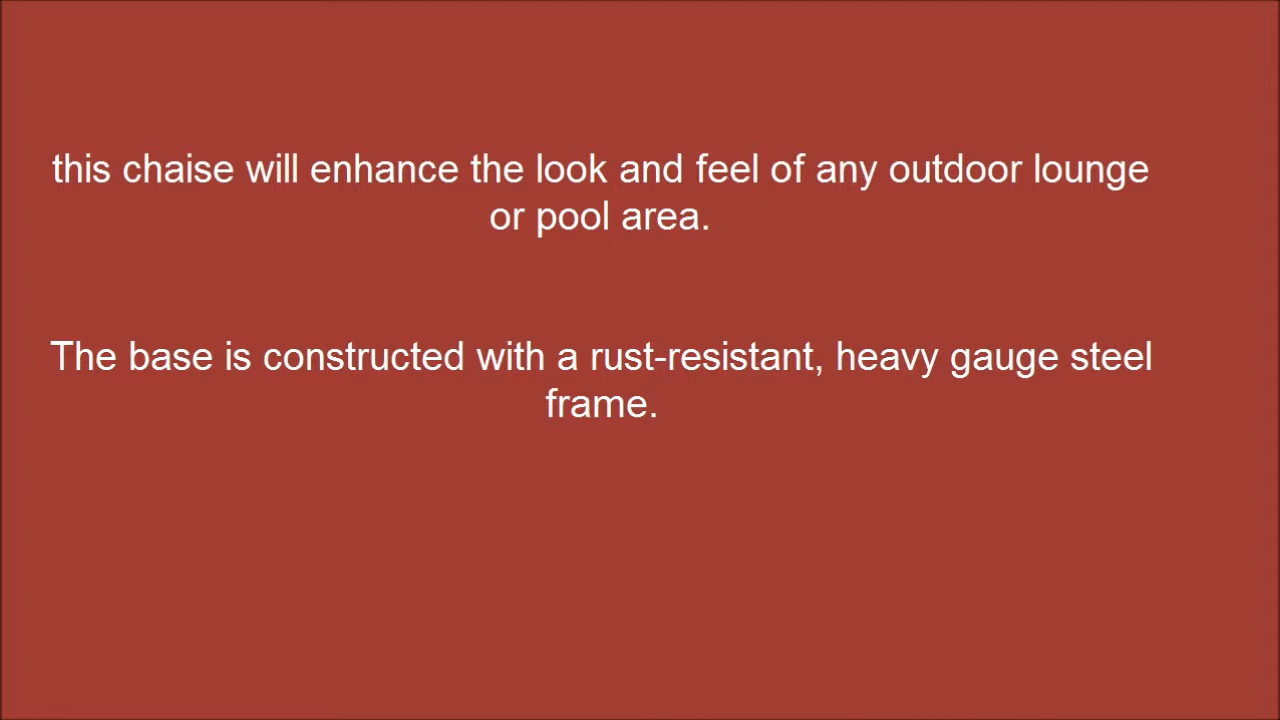 this chaise will enhance the look and feel of any outdoor lounge
or pool area.
The base is constructed with a rust-resistant, heavy gauge steel
frame.